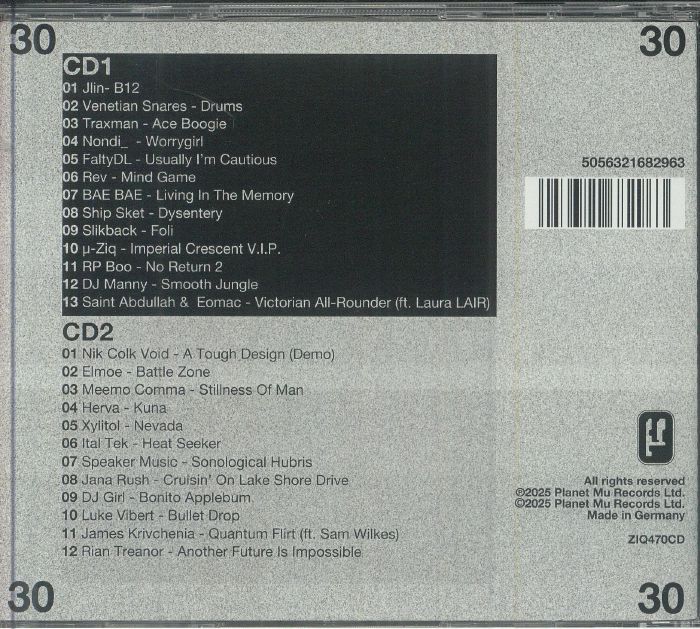 30
30
CD1
01 Jlin- B12
02 Venetian Snares - Drums
03 Traxman - Ace Boogie
04 Nondi_ - Worrygirl
05 FaltyDL - Usually I'm Cautious
06 Rev - Mind Game
07 BAE BAE - Living In The Memory
08 Ship Sket - Dysentery
09 Slikback - Foli
10 µ-Ziq - Imperial Crescent V.I.P.
11 RP Boo - No Return 2
12 DJ Manny - Smooth Jungle
13 Saint Abdullah & Eomac - Victorian All-Rounder (ft. Laura LAIR)
CD2
01 Nik Colk Void - A Tough Design (Demo)
02 Elmoe - Battle Zone
03 Meemo Comma - Stillness Of Man
04 Herva - Kuna
05 Xylitol - Nevada
06 Ital Tek - Heat Seeker
07 Speaker Music - Sonological Hubris
08 Jana Rush - Cruisin' On Lake Shore Drive
09 DJ Girl - Bonito Applebum
10 Luke Vibert - Bullet Drop
11 James Krivchenia - Quantum Flirt (ft. Sam Wilkes)
12 Rian Treanor - Another Future Is Impossible
5056321682963
All rights reserved
℗2025 Planet Mu Records Ltd.
©2025 Planet Mu Records Ltd.
Made in Germany
ZIQ470CD
30
30